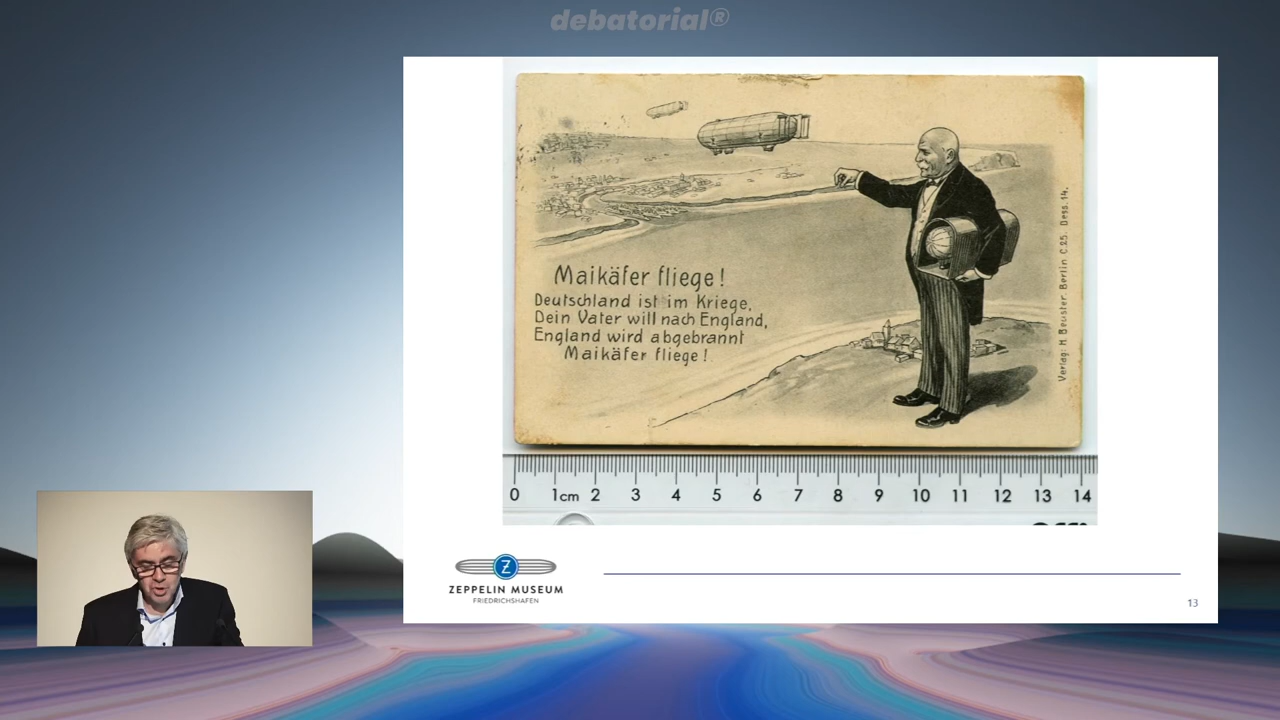 debatorial®
Maikäfer fliege!
Deutschland ist im Kriege,
Dein Vater will nach England,
England wird abgebrannt
Maikäfer fliege!
Verlag: M. Beuster. Berlin C.25. Dess. 14.
0 1cm 2 3 4 5 6 7 8 9 10 11 12 13 14
Z
ZEPPELIN MUSEUM
FRIEDRICHSHAFEN
13